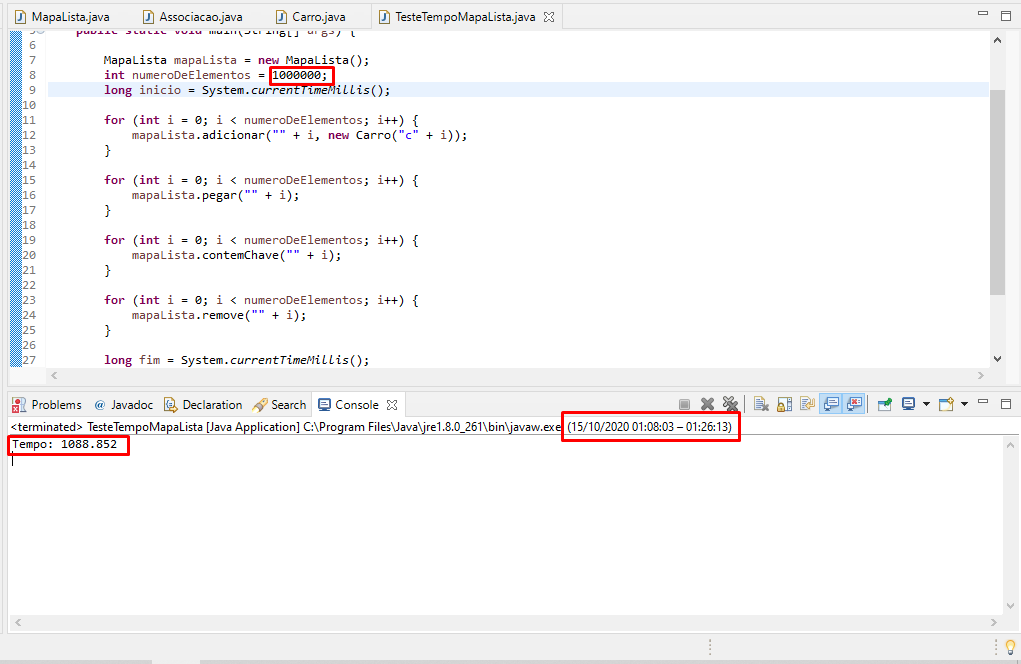 MapaLista.java Associacao.java Carro.java TesteTempoMapaLista.java
5 public static void main(String[] args) {
6
7 MapaLista mapaLista = new MapaLista();
8 int numeroDeElementos = 1000000;
9 long inicio = System.currentTimeMillis();
10
11 for (int i = 0; i < numeroDeElementos; i++) {
12 mapaLista.adicionar("" + i, new Carro("c" + i));
13 }
14
15 for (int i = 0; i < numeroDeElementos; i++) {
16 mapaLista.pegar("" + i);
17 }
18
19 for (int i = 0; i < numeroDeElementos; i++) {
20 mapaLista.contemChave("" + i);
21 }
22
23 for (int i = 0; i < numeroDeElementos; i++) {
24 mapaLista.remove("" + i);
25 }
26
27 long fim = System.currentTimeMillis();
Problems @ Javadoc Declaration Search Console
<terminated> TesteTempoMapaLista [Java Application] C:\Program Files\Java\jre1.8.0_261\bin\javaw.exe (15/10/2020 01:08:03 – 01:26:13)
Tempo: 1088.852